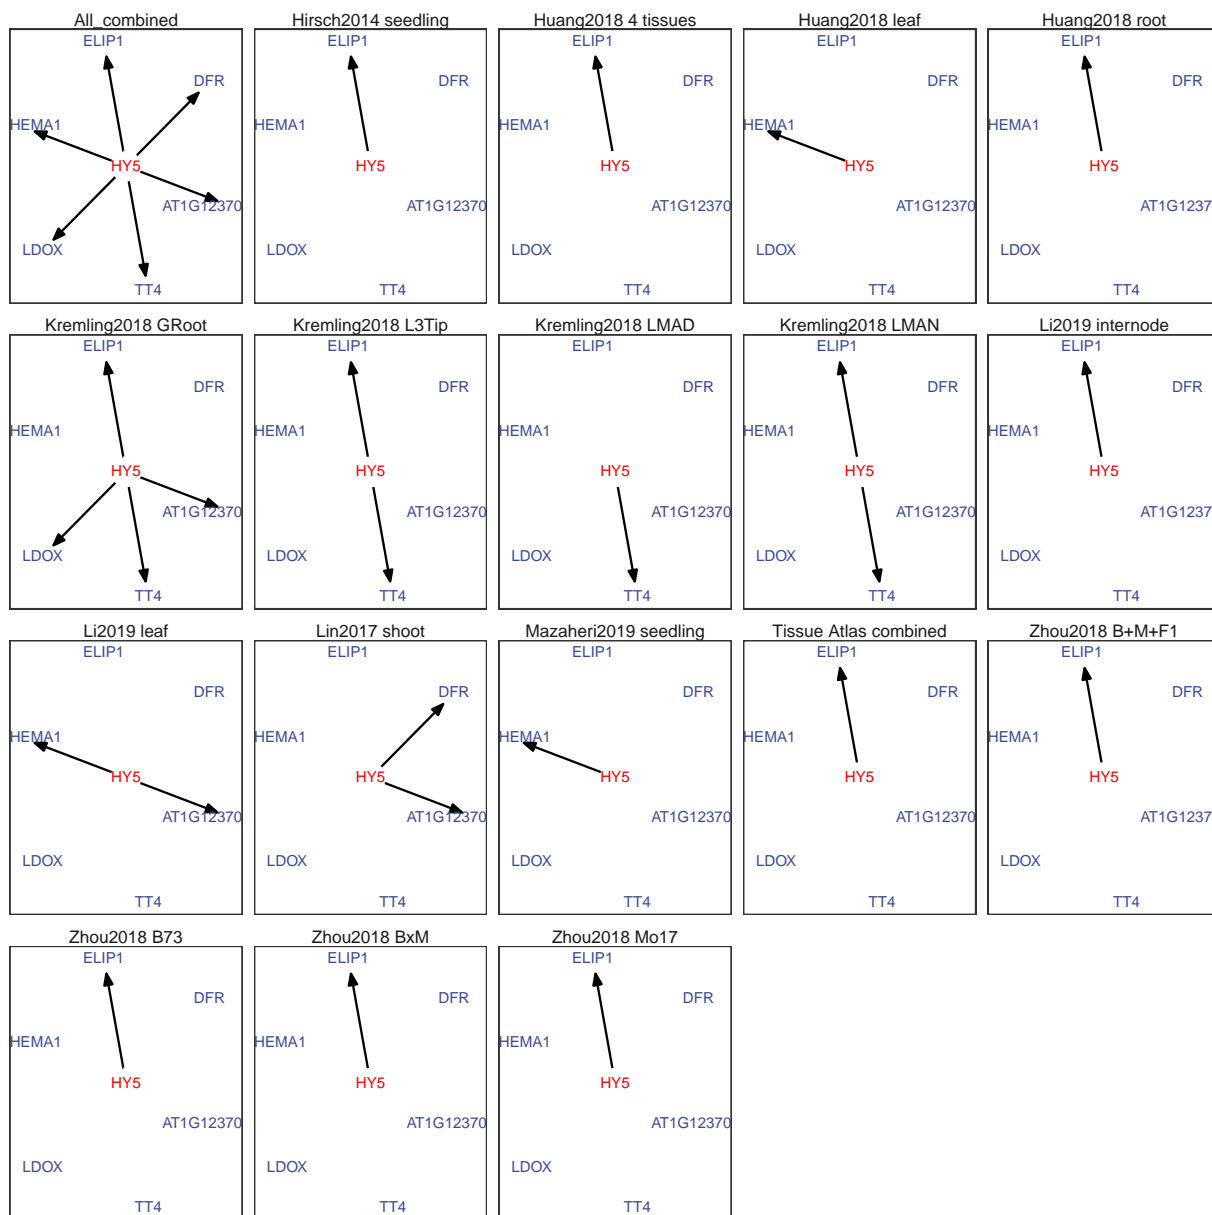 All_combined
ELIP1
DFR
HEMA1
HY5
AT1G12370
LDOX
TT4
Hirsch2014 seedling
ELIP1
DFR
HEMA1
HY5
AT1G12370
LDOX
TT4
Huang2018 4 tissues
ELIP1
DFR
HEMA1
HY5
AT1G12370
LDOX
TT4
Huang2018 leaf
ELIP1
DFR
HEMA1
HY5
AT1G12370
LDOX
TT4
Huang2018 root
ELIP1
DFR
HEMA1
HY5
AT1G1237
LDOX
TT4
Kremling2018 GRoot
ELIP1
DFR
HEMA1
HY5
AT1G12370
LDOX
TT4
Kremling2018 L3Tip
ELIP1
DFR
HEMA1
HY5
AT1G12370
LDOX
TT4
Kremling2018 LMAD
ELIP1
DFR
HEMA1
HY5
AT1G12370
LDOX
TT4
Kremling2018 LMAN
ELIP1
DFR
HEMA1
HY5
AT1G12370
LDOX
TT4
Li2019 internode
ELIP1
DFR
HEMA1
HY5
AT1G1237
LDOX
TT4
Li2019 leaf
ELIP1
DFR
HEMA1
HY5
AT1G12370
LDOX
TT4
Lin2017 shoot
ELIP1
DFR
HEMA1
HY5
AT1G12370
LDOX
TT4
Mazaheri2019 seedling
ELIP1
DFR
HEMA1
HY5
AT1G12370
LDOX
TT4
Tissue Atlas combined
ELIP1
DFR
HEMA1
HY5
AT1G12370
LDOX
TT4
Zhou2018 B+M+F1
ELIP1
DFR
HEMA1
HY5
AT1G1237
LDOX
TT4
Zhou2018 B73
ELIP1
DFR
HEMA1
HY5
AT1G12370
LDOX
TT4
Zhou2018 BxM
ELIP1
DFR
HEMA1
HY5
AT1G12370
LDOX
TT4
Zhou2018 Mo17
ELIP1
DFR
HEMA1
HY5
AT1G12370
LDOX
TT4